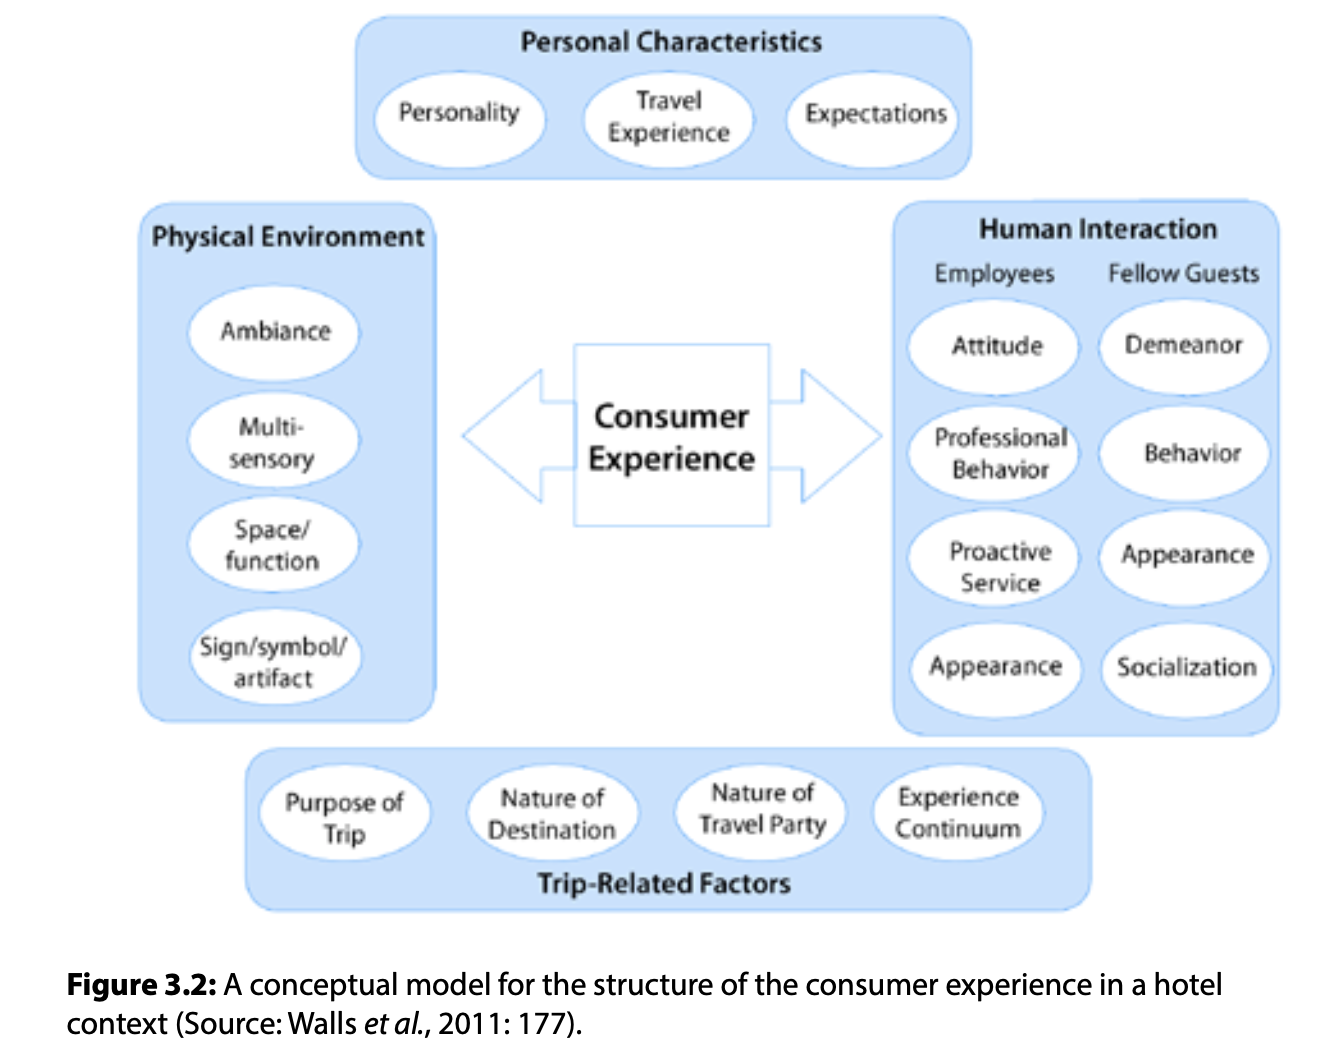 Personal Characteristics
Personality
Travel
Experience
Expectations
Physical Environment
Ambiance
Multi-
sensory
Space/
function
Sign/symbol/
artifact
Consumer
Experience
Human Interaction
Employees
Fellow Guests
Attitude
Demeanor
Professional
Behavior
Behavior
Proactive
Service
Appearance
Appearance
Socialization
Purpose of
Trip
Nature of
Destination
Nature of
Travel Party
Experience
Continuum
Trip-Related Factors
Figure 3.2: A conceptual model for the structure of the consumer experience in a hotel
context (Source: Walls et al., 2011: 177).